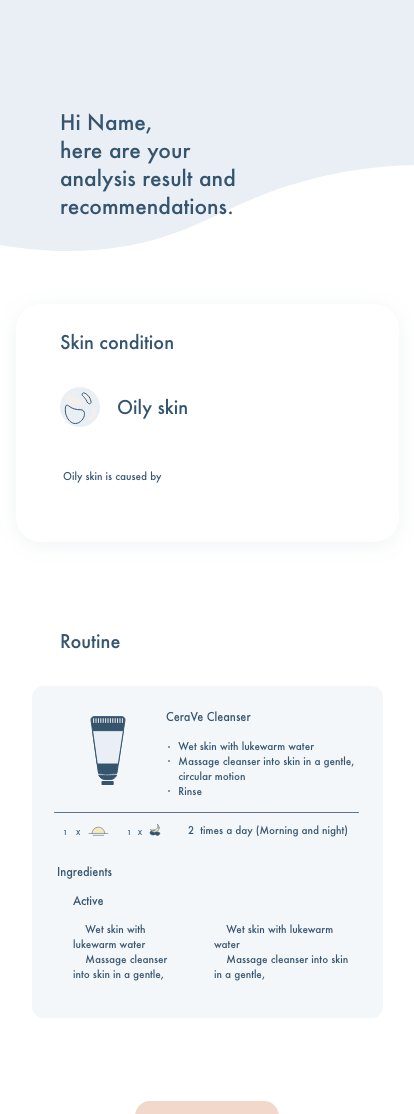 Hi Name,
here are your
analysis result and
recommendations.
Skin condition
Oily skin
Oily skin is caused by
Routine
CeraVe Cleanser
· Wet skin with lukewarm water
· Massage cleanser into skin in a gentle,
circular motion
· Rinse
1 x 1 x 2 times a day (Morning and night)
Ingredients
Active
Wet skin with
lukewarm water
Massage cleanser
into skin in a gentle,
Wet skin with lukewarm
water
Massage cleanser into skin
in a gentle,